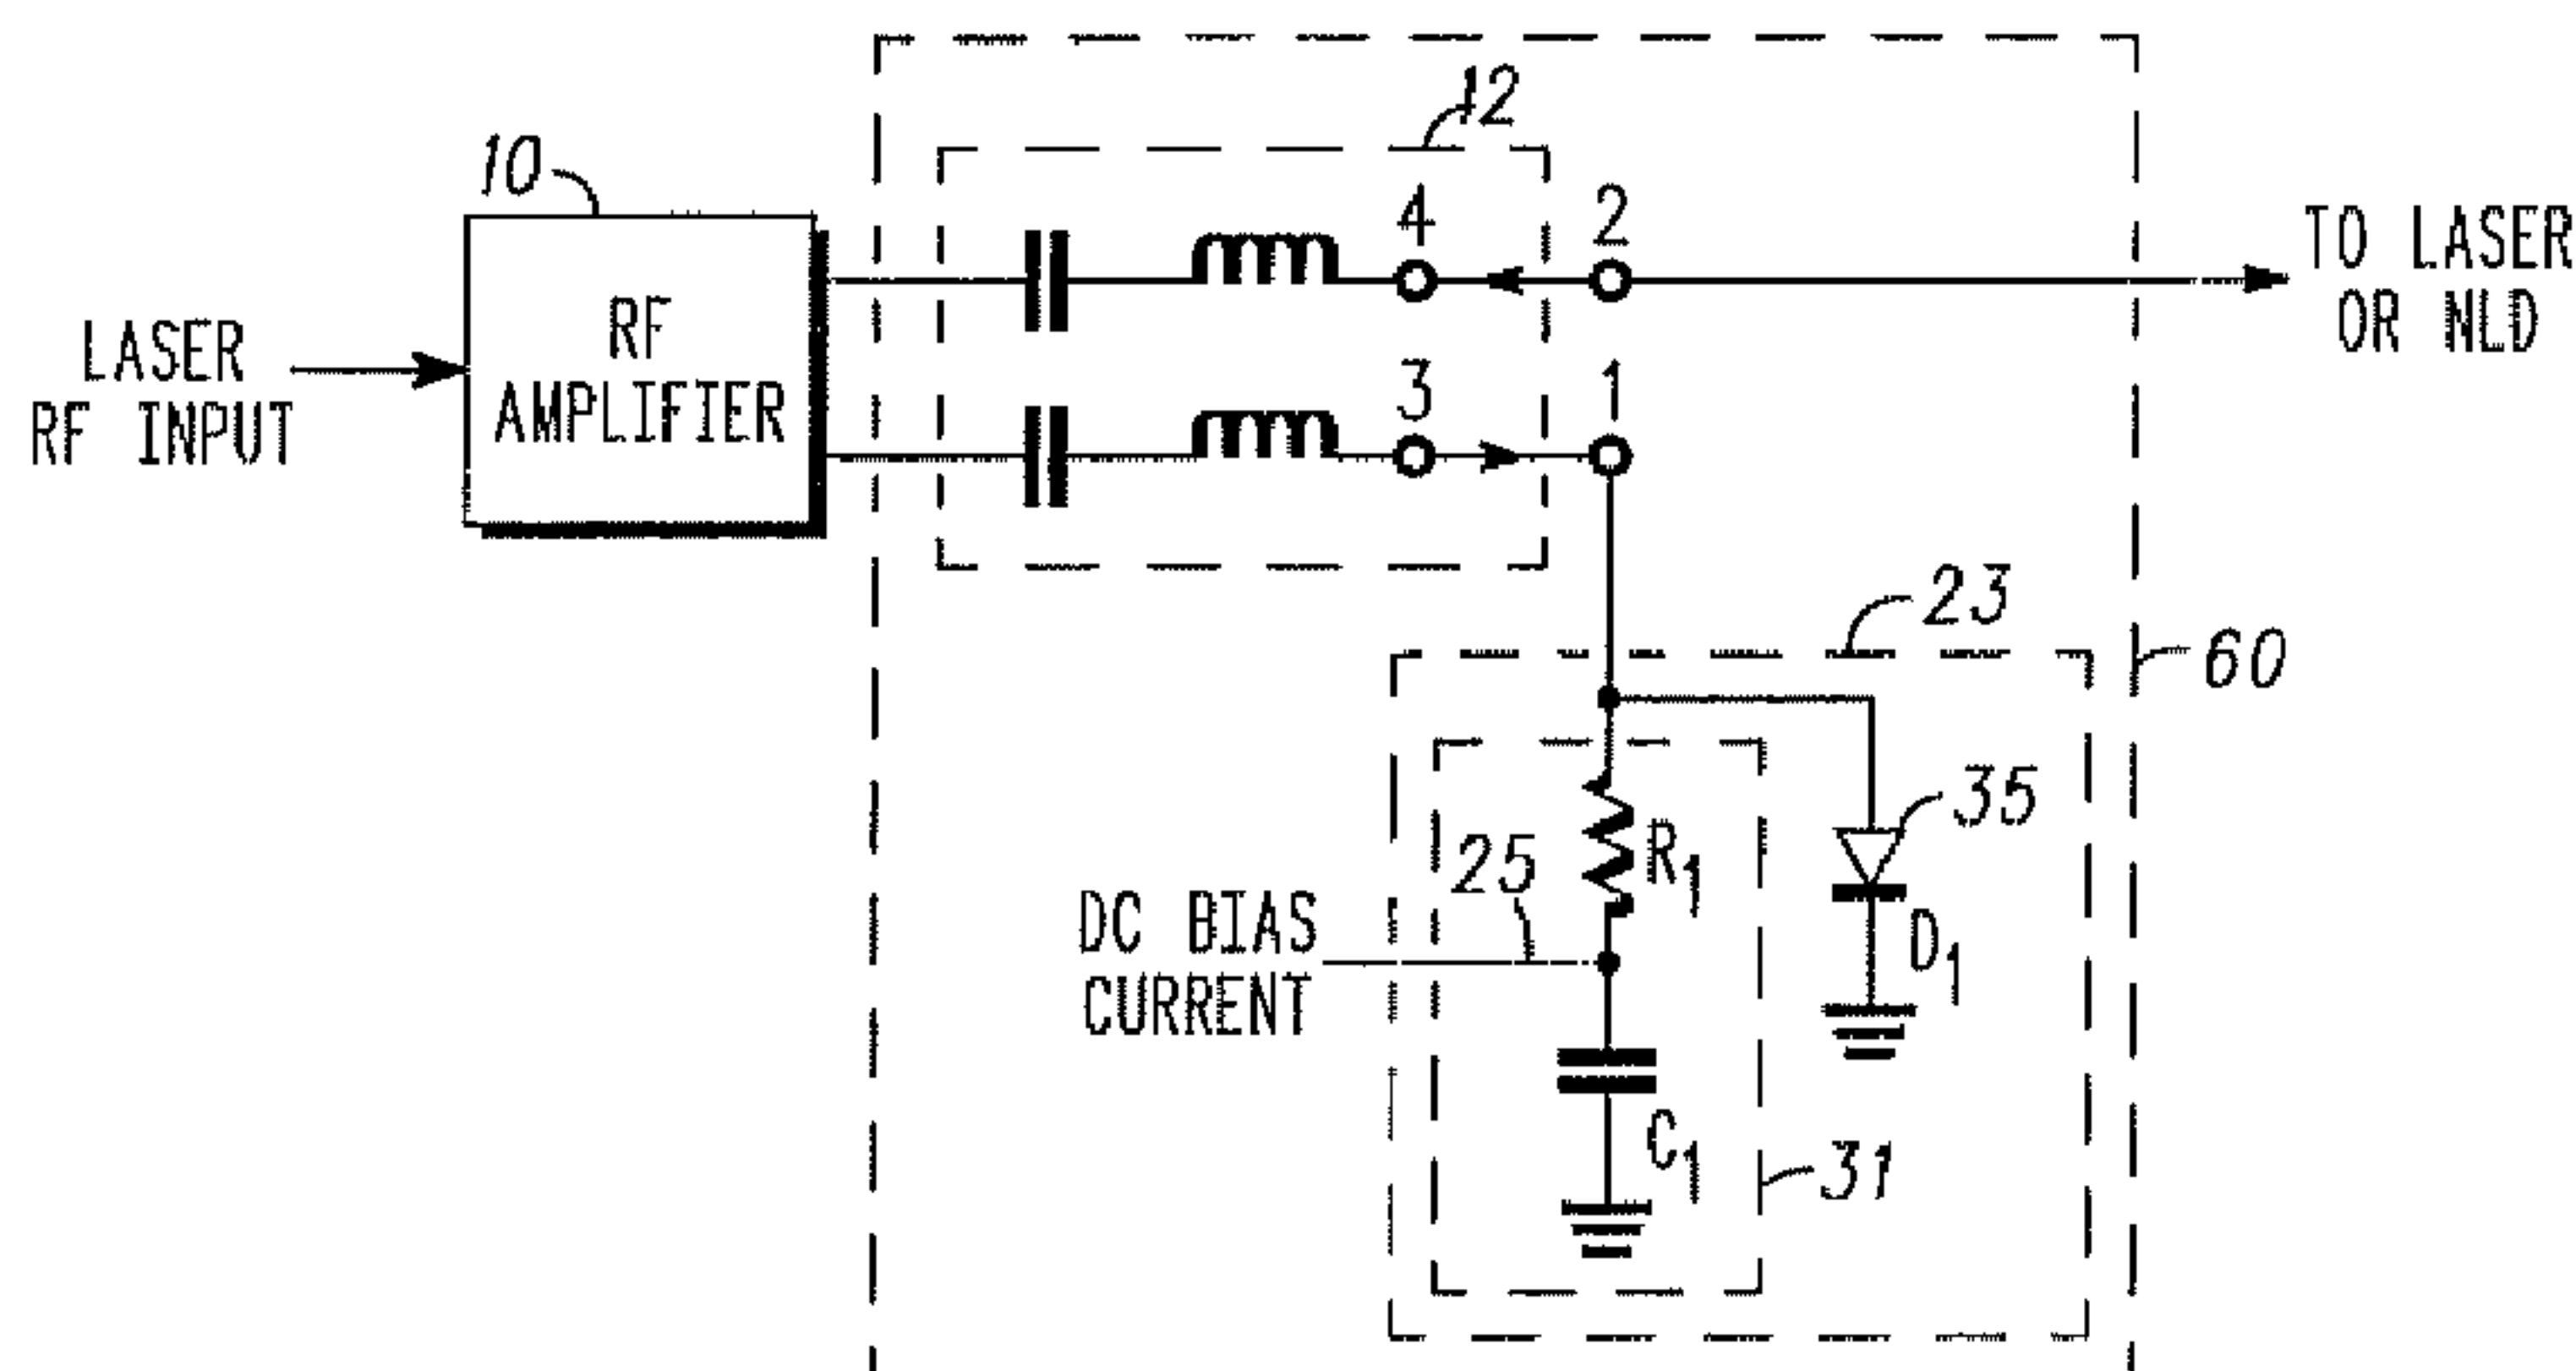 12
10
4 2
TO LASER
OR NLD
RF
AMPLIFIER
LASER
RF INPUT
3 1
23
60
35
25
R1
DC BIAS
CURRENT
D1
C1
31